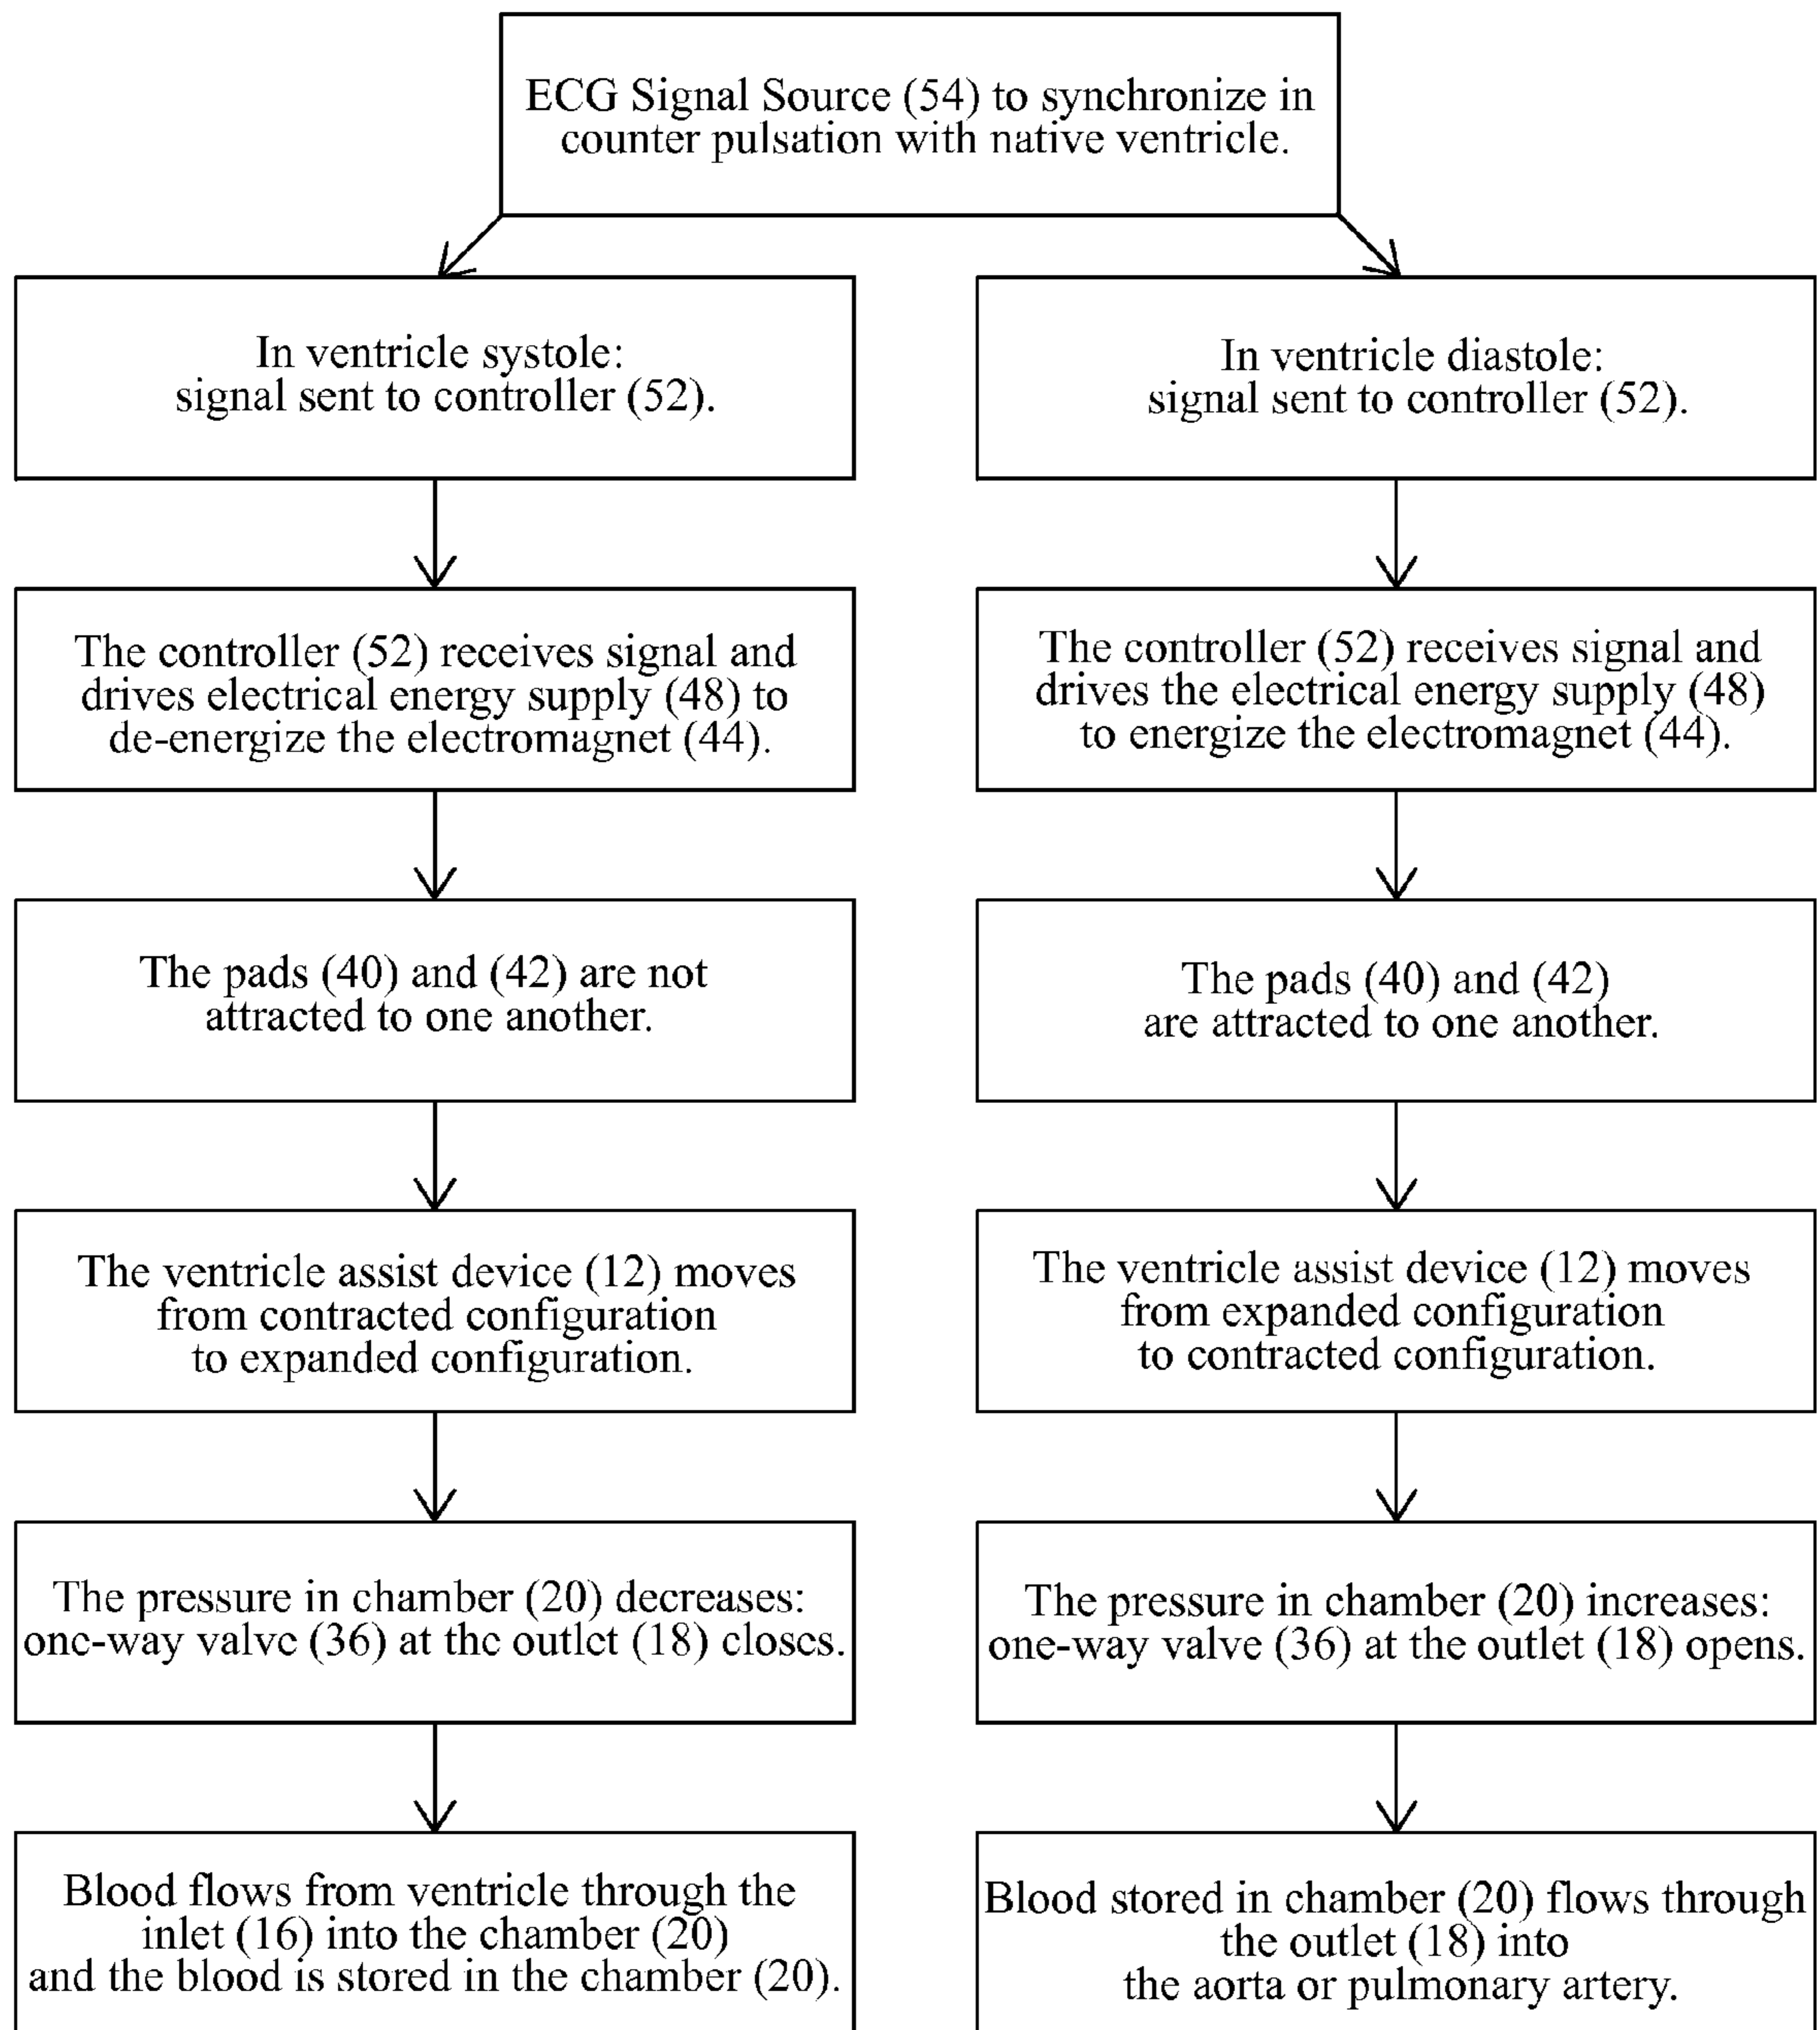 ECG Signal Source (54) to synchronize in
counter pulsation with native ventricle.
In ventricle systole:
signal sent to controller (52).
In ventricle diastole:
signal sent to controller (52).
The controller (52) receives signal and
drives electrical energy supply (48) to
de-energize the electromagnet (44).
The controller (52) receives signal and
drives the electrical energy supply (48)
to energize the electromagnet (44).
The pads (40) and (42) are not
attracted to one another.
The pads (40) and (42)
are attracted to one another.
The ventricle assist device (12) moves
from contracted configuration
to expanded configuration.
The ventricle assist device (12) moves
from expanded configuration
to contracted configuration.
The pressure in chamber (20) decreases:
one-way valve (36) at the outlet (18) closes.
The pressure in chamber (20) increases:
one-way valve (36) at the outlet (18) opens.
Blood flows from ventricle through the
inlet (16) into the chamber (20)
and the blood is stored in the chamber (20).
Blood stored in chamber (20) flows through
the outlet (18) into
the aorta or pulmonary artery.